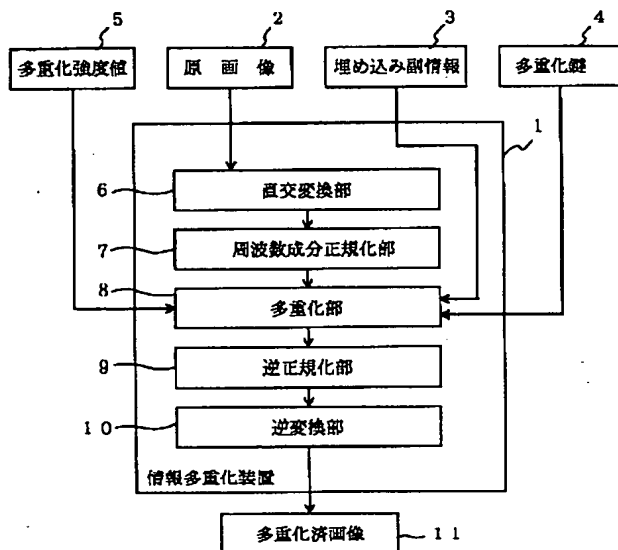 5
2
3
4
多重化強度値
原画像
埋め込み副情報
多重化鍵
1
6
直交変換部
7
周波数成分正規化部
8
多重化部
9
逆正規化部
10
逆変換部
情報多重化装置
多重化済画像
11